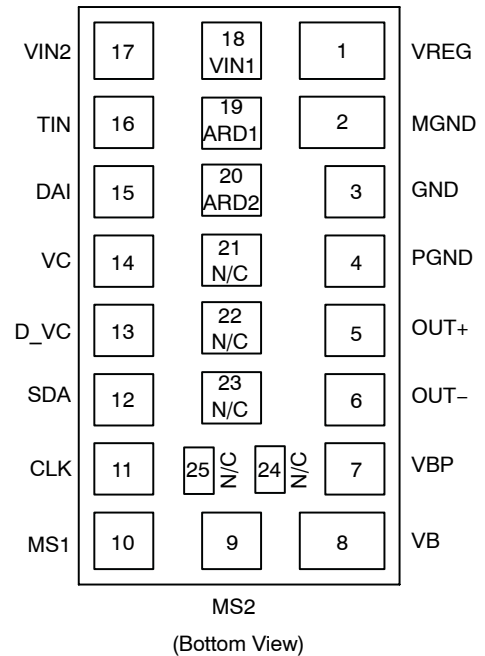 VIN2 17 18 1 VREG
VIN1
TIN 16 19 2 MGND
ARD1
DAI 15 20 3 GND
ARD2
VC 14 21 4 PGND
N/C
D_VC 13 22 5 OUT+
N/C
SDA 12 23 6 OUT−
N/C
CLK 11 25 N/C 24 N/C 7 VBP
MS1 10 9 8 VB
MS2
(Bottom View)